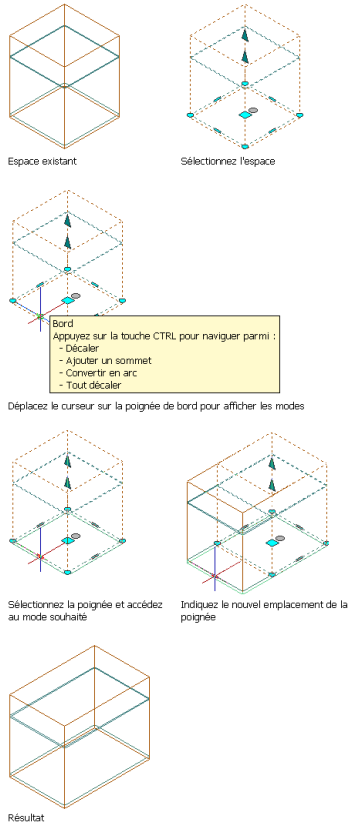 Espace existant
Sélectionnez l'espace
Bord
Appuyez sur la touche CTRL pour naviguer parmi :
- Décaler
- Ajouter un sommet
- Convertir en arc
- Tout décaler
Déplacez le curseur sur la poignée de bord pour afficher les modes
Sélectionnez la poignée et accédez
au mode souhaité
Indiquez le nouvel emplacement de la
poignée
Résultat